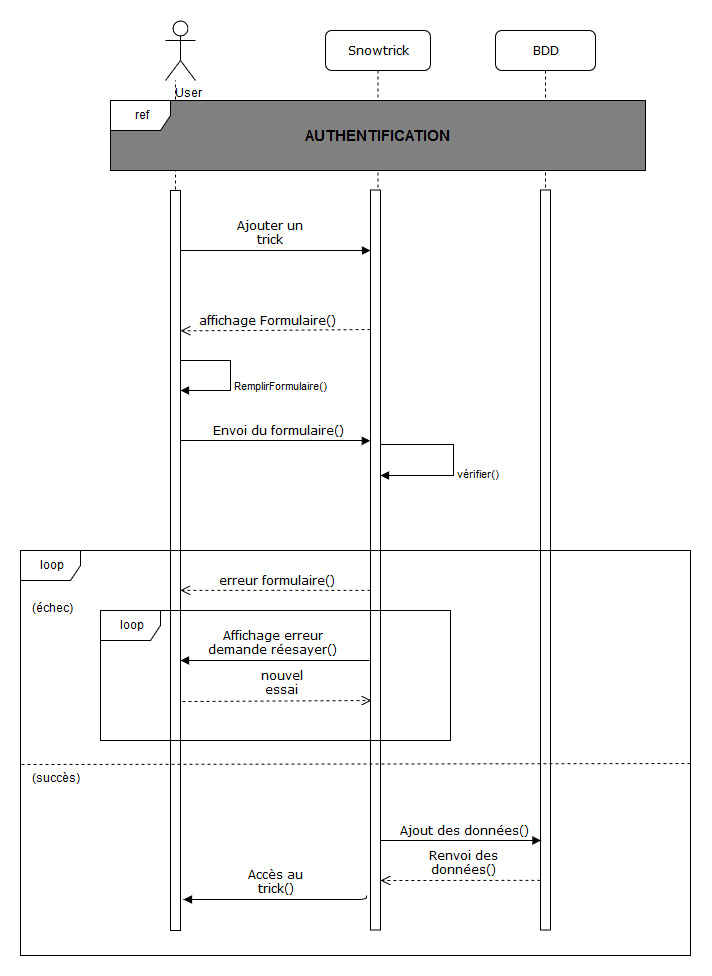 Snowtrick
BDD
User
ref
AUTHENTIFICATION
Ajouter un
trick
affichage Formulaire()
RemplirFormulaire()
Envoi du formulaire()
vérifier()
loop
erreur formulaire()
(échec)
loop
Affichage erreur
demande réesayer()
nouvel
essai
(succès)
Ajout des données()
Renvoi des
données()
Accès au
trick()